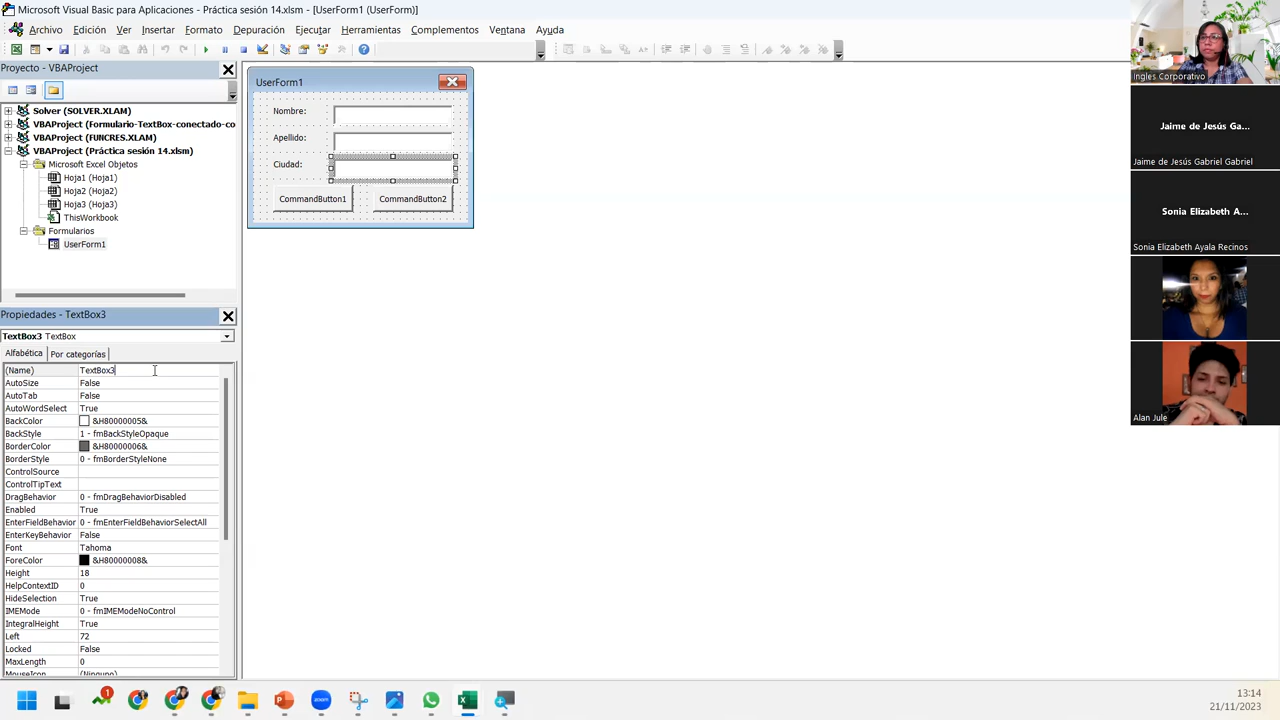 Microsoft Visual Basic para Aplicaciones - Práctica sesión 14.xlsm - [UserForm1 (UserForm)]
Archivo Edición Ver Insertar Formato Depuración Ejecutar Herramientas Complementos Ventana Ayuda
Proyecto - VBAProject
Solver (SOLVER.XLAM)
VBAProject (Formulario-TextBox-conectado-co
VBAProject (FUNCRES.XLAM)
VBAProject (Práctica sesión 14.xlsm)
Microsoft Excel Objetos
Hoja1 (Hoja1)
Hoja2 (Hoja2)
Hoja3 (Hoja3)
ThisWorkbook
Formularios
UserForm1
UserForm1
Nombre:
Apellido:
Ciudad:
CommandButton1 CommandButton2
Propiedades - TextBox3
TextBox3 TextBox
Alfabética Por categorías
(Name) TextBox3
AutoSize False
AutoTab False
AutoWordSelect True
BackColor &H80000005&
BackStyle 1 - fmBackStyleOpaque
BorderColor &H80000006&
BorderStyle 0 - fmBorderStyleNone
ControlSource
ControlTipText
DragBehavior 0 - fmDragBehaviorDisabled
Enabled True
EnterFieldBehavior 0 - fmEnterFieldBehaviorSelectAll
EnterKeyBehavior False
Font Tahoma
ForeColor &H80000008&
Height 18
HelpContextID 0
HideSelection True
IMEMode 0 - fmIMEModeNoControl
IntegralHeight True
Left 72
Locked False
MaxLength 0
MouseIcon (Ninguno)
Ingles Corporativo
Jaime de Jesús Ga...
Jaime de Jesús Gabriel Gabriel
Sonia Elizabeth A...
Sonia Elizabeth Ayala Recinos
Alan Jule
1
zoom
13:14
21/11/2023